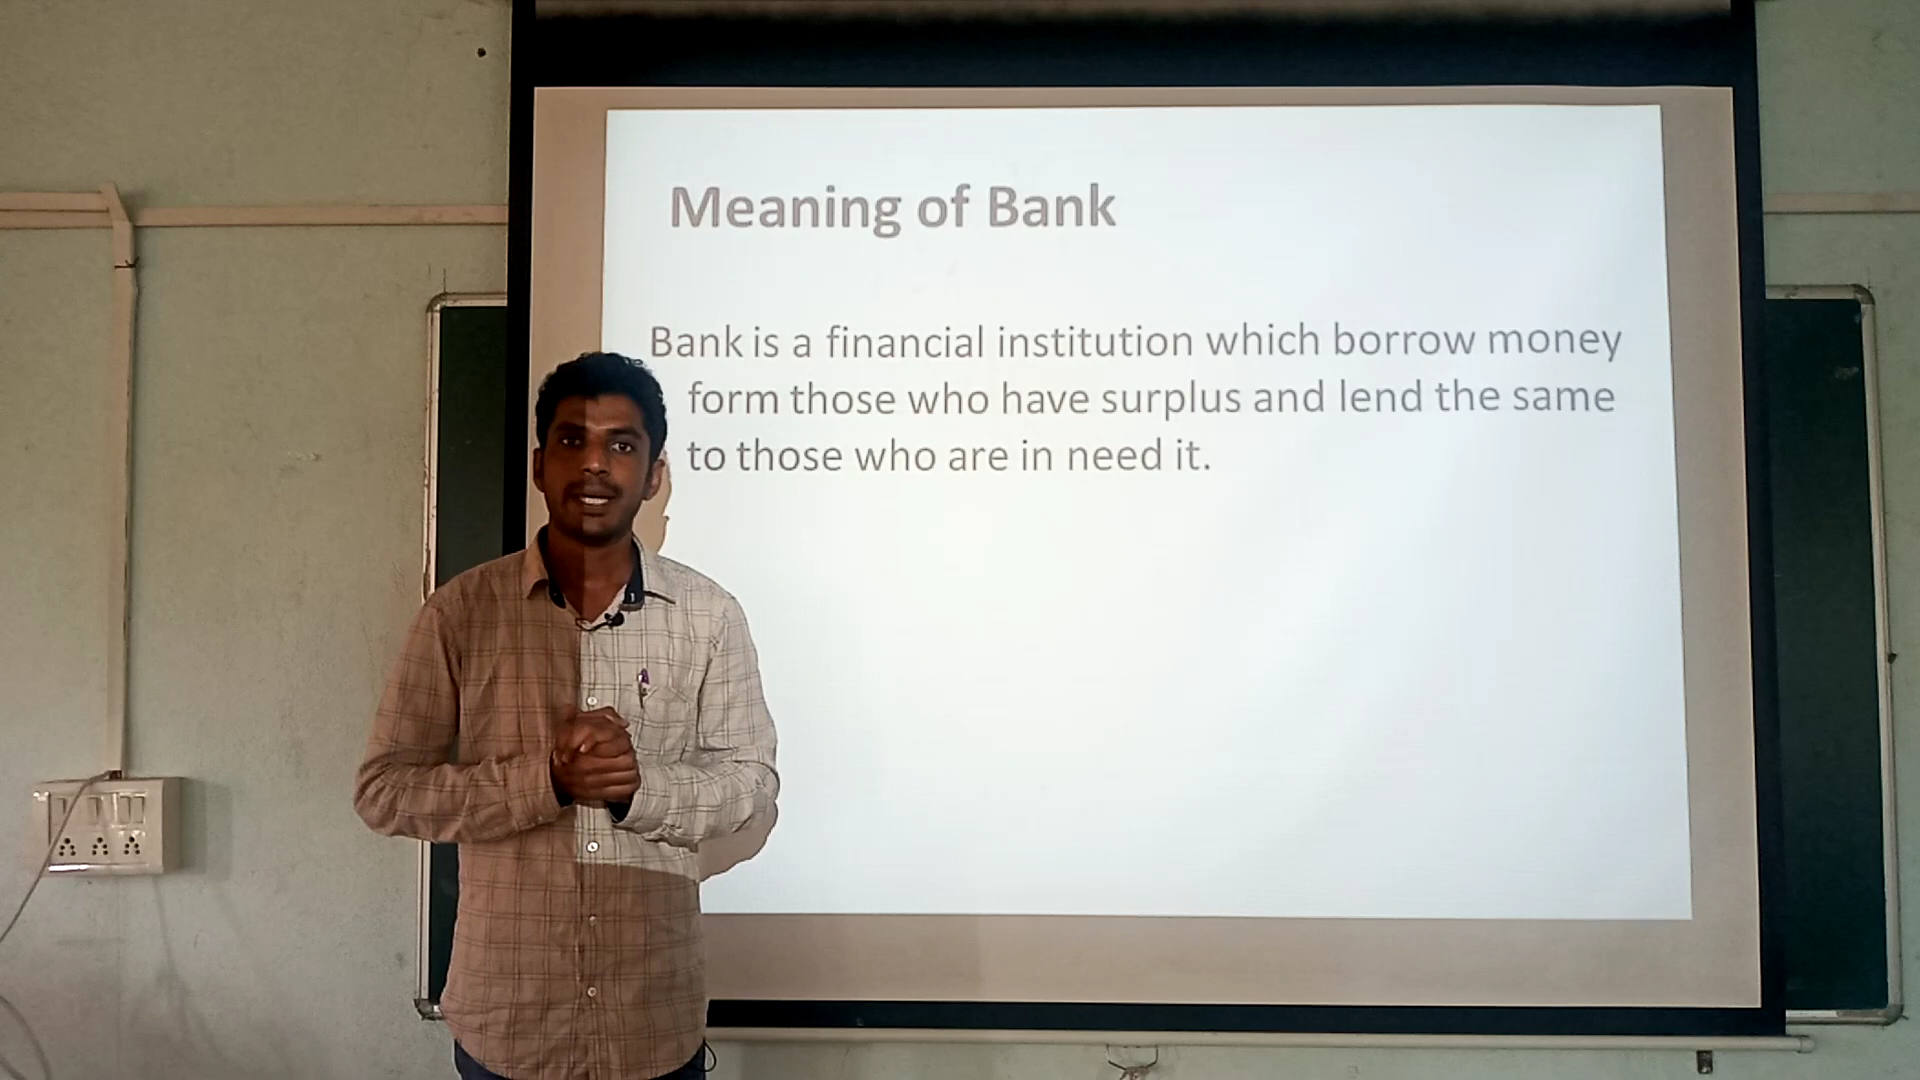 Meaning of Bank
Bank is a financial institution which borrow money
form those who have surplus and lend the same
to those who are in need it.